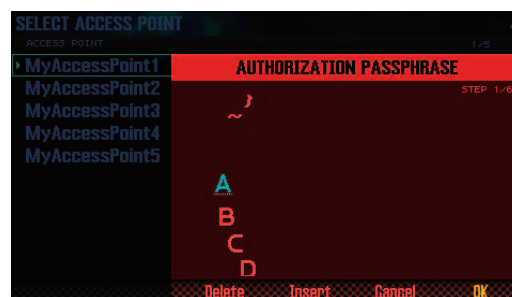 SELECT ACCESS POINT
ACCESS POINT 1/5
MyAccessPoint1
MyAccessPoint2
MyAccessPoint3
MyAccessPoint4
MyAccessPoint5
AUTHORIZATION PASSPHRASE
STEP 1/6
}
~
A
B
C
D
Delete Insert Cancel OK